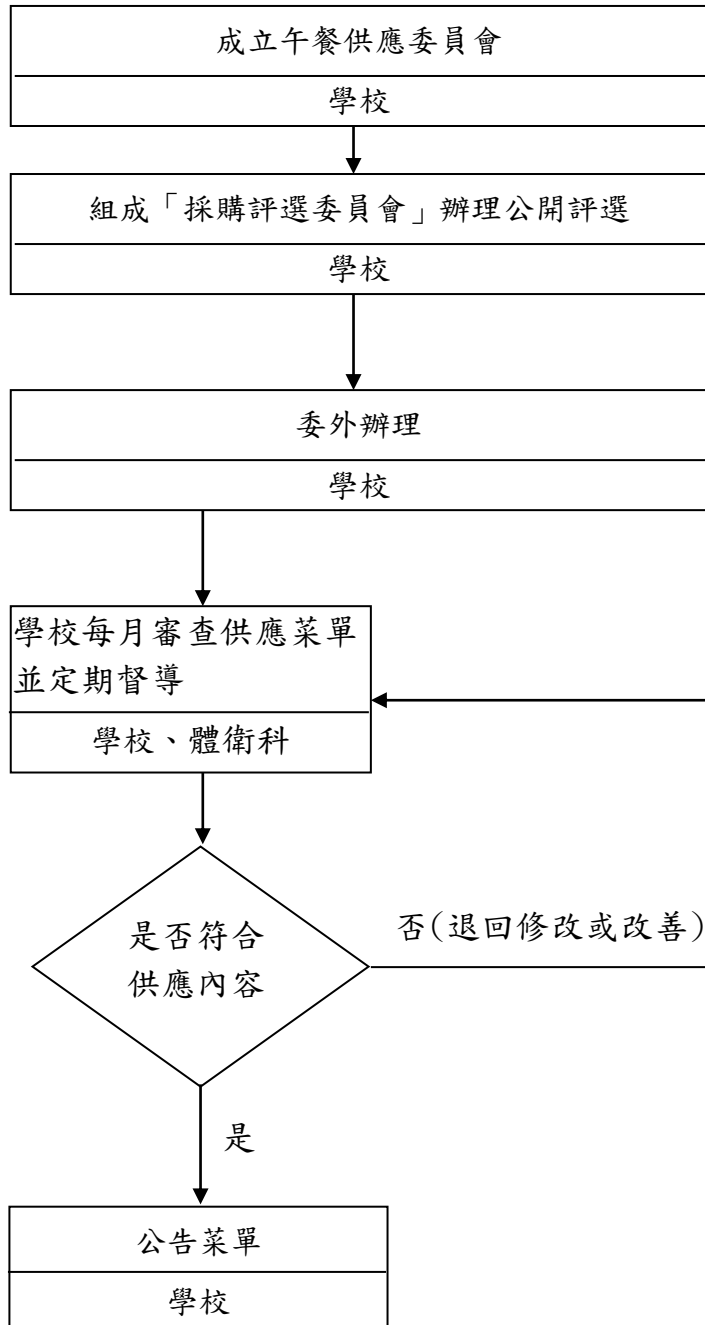 成立午餐供應委員會
學校
組成「採購評選委員會」辦理公開評選
學校
委外辦理
學校
學校每月審查供應菜單
並定期督導
學校、體衛科
是否符合
供應內容
否(退回修改或改善)
是
公告菜單
學校